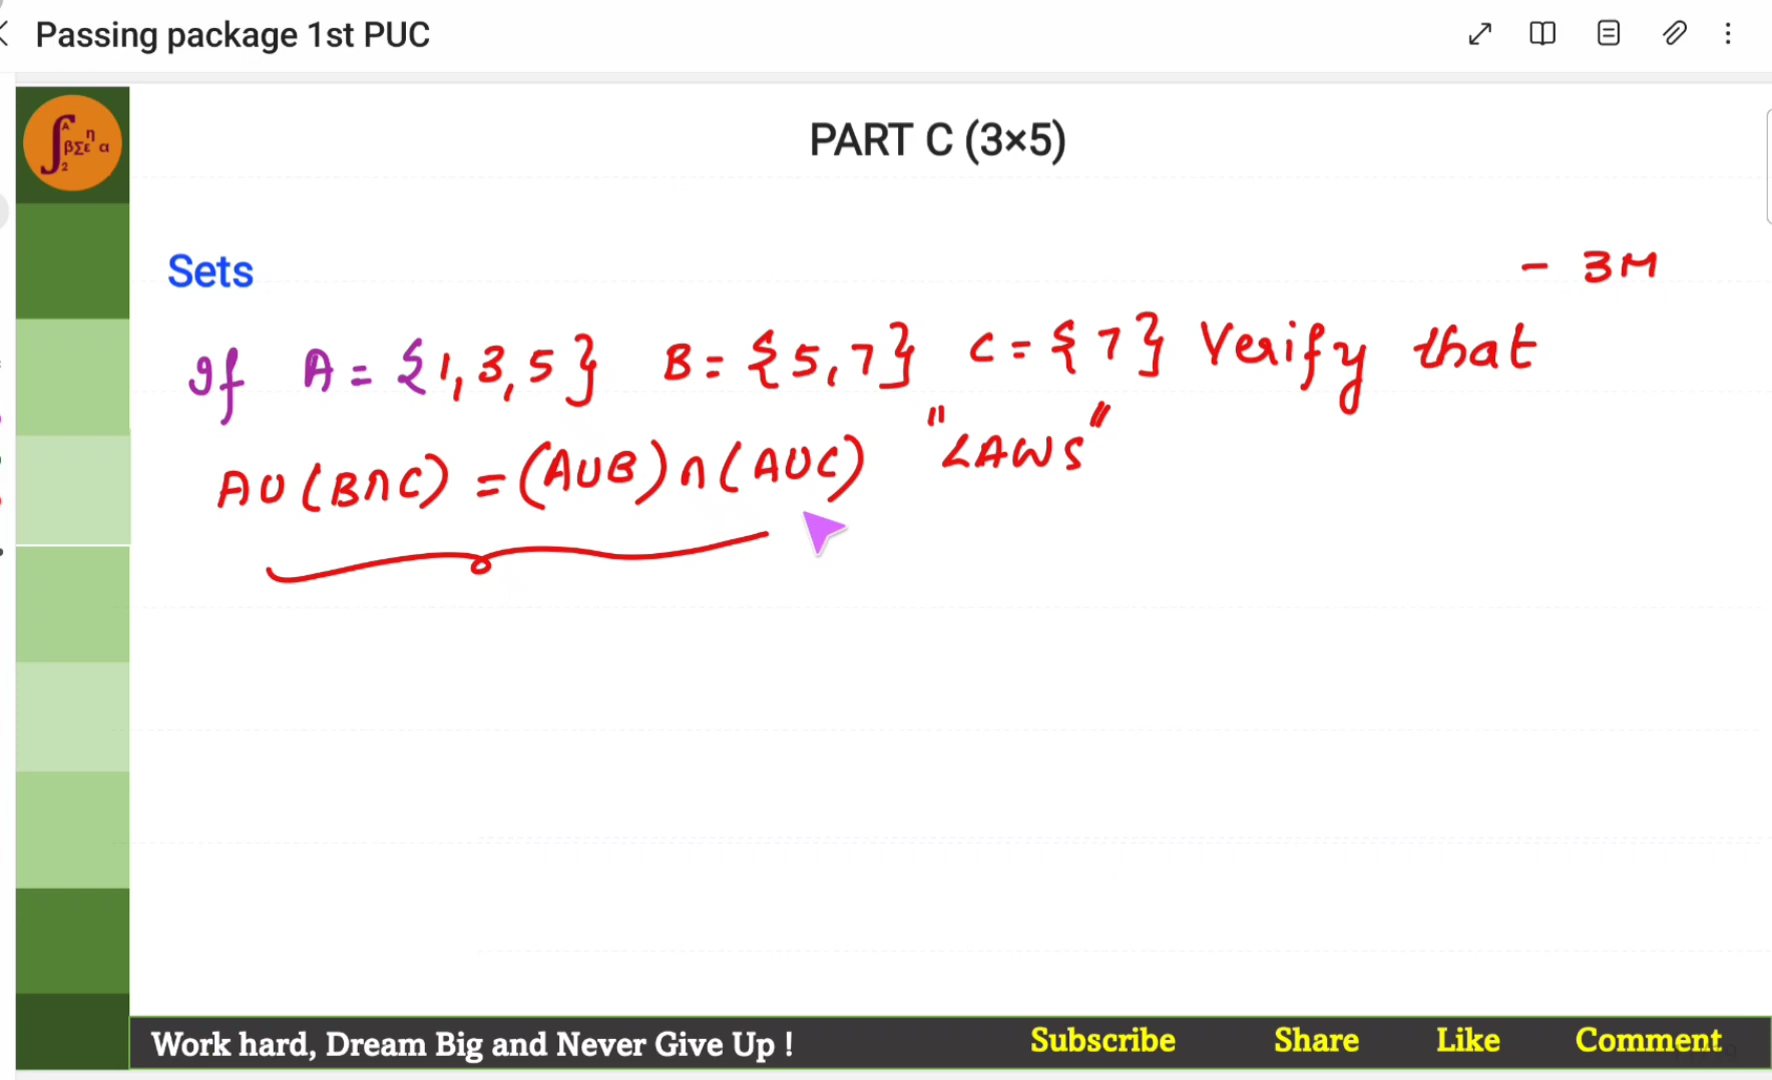 Passing package 1st PUC
PART C (3×5)
Sets
- 3M
If A = {1, 3, 5} B = {5, 7} C = {7} Verify that
A∪(B∩C) = (A∪B)∩(A∪C) "LAWS"
Work hard, Dream Big and Never Give Up ! Subscribe Share Like Comment